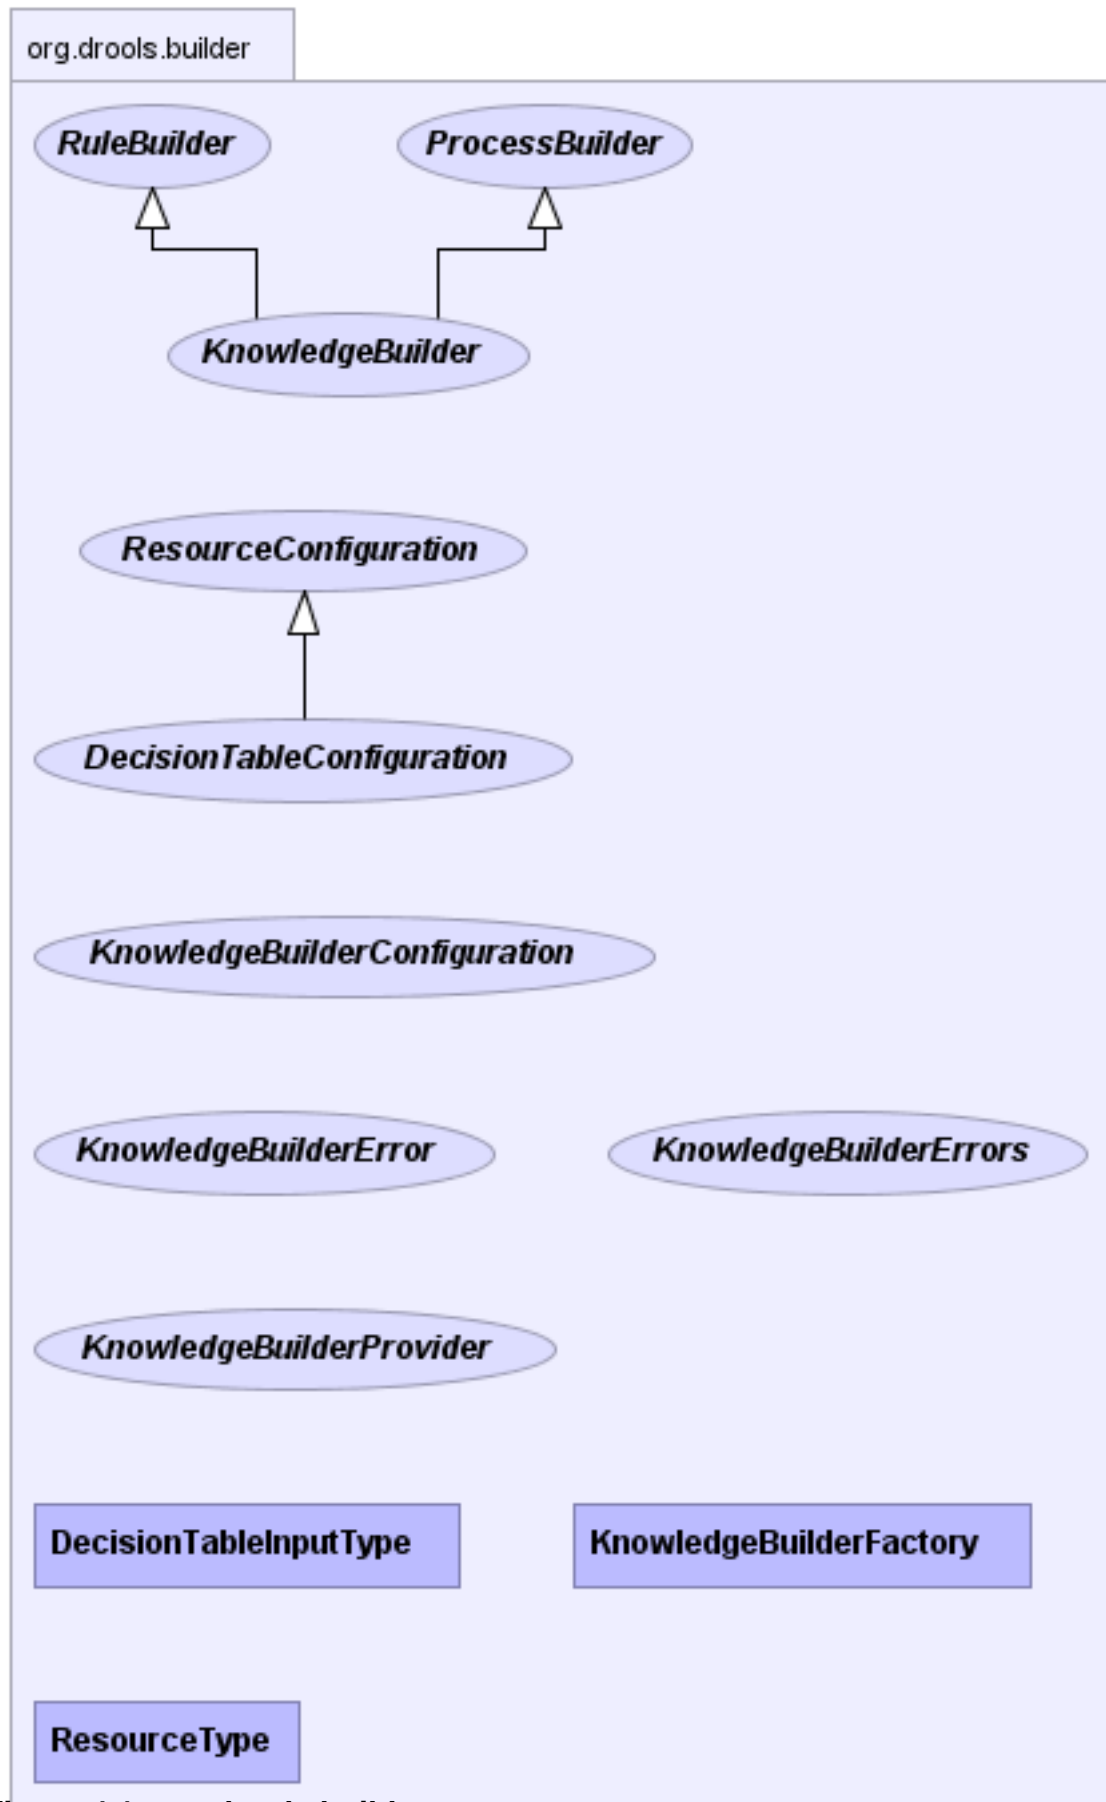 org.drools.builder
RuleBuilder
ProcessBuilder
KnowledgeBuilder
ResourceConfiguration
DecisionTableConfiguration
KnowledgeBuilderConfiguration
KnowledgeBuilderError
KnowledgeBuilderErrors
KnowledgeBuilderProvider
DecisionTableInputType
KnowledgeBuilderFactory
ResourceType